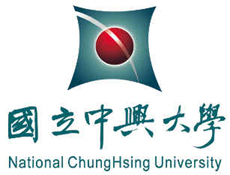 國立中興大學
National ChungHsing University